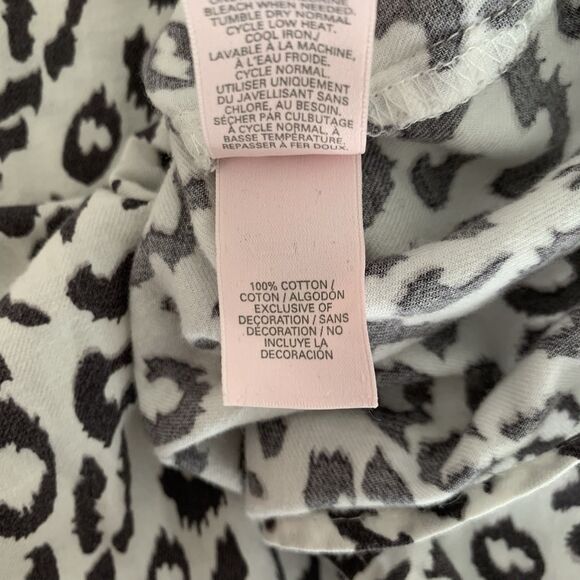 BLEACH WHEN NEEDED.
TUMBLE DRY NORMAL
CYCLE LOW HEAT.
COOL IRON./
LAVABLE À LA MACHINE,
À L'EAU FROIDE.
CYCLE NORMAL.
UTILISER UNIQUEMENT
DU JAVELLISANT SANS
CHLORE, AU BESOIN.
SÉCHER PAR CULBUTAGE
À CYCLE NORMAL, À
BASSE TEMPÉRATURE.
REPASSER À FER DOUX.
100% COTTON /
COTON / ALGODÓN
EXCLUSIVE OF
DECORATION / SANS
DÉCORATION / NO
INCLUYE LA
DECORACIÓN